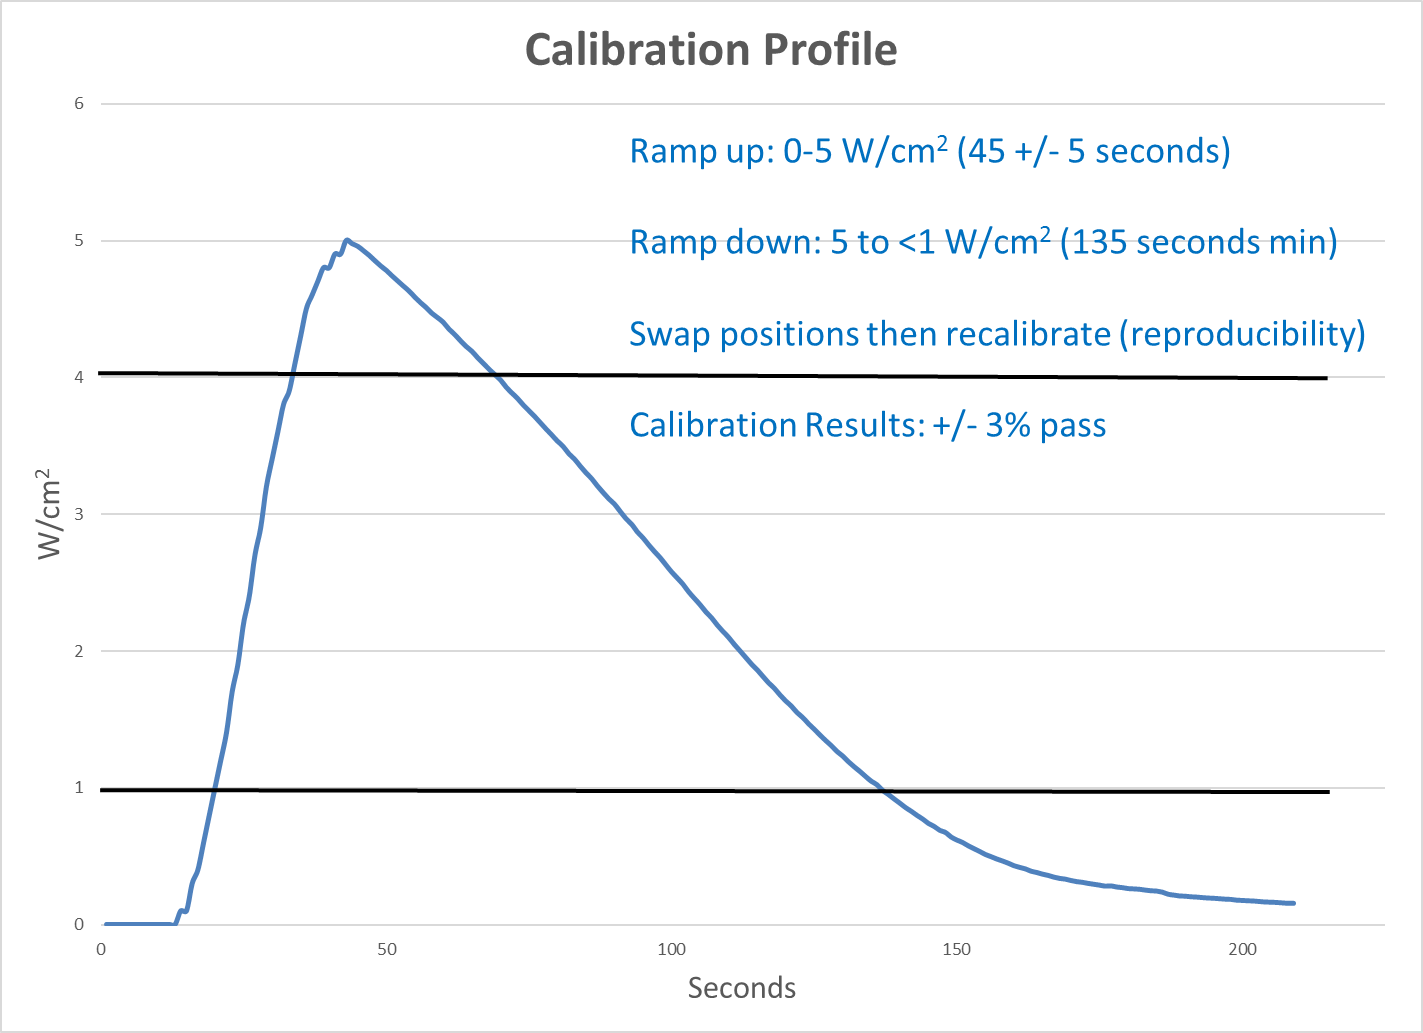 Calibration Profile
6
Ramp up: 0-5 W/cm² (45 +/- 5 seconds)
5
Ramp down: 5 to <1 W/cm² (135 seconds min)
Swap positions then recalibrate (reproducibility)
4
Calibration Results: +/- 3% pass
W/cm²
3
2
1
0
0 50 100 150 200
Seconds